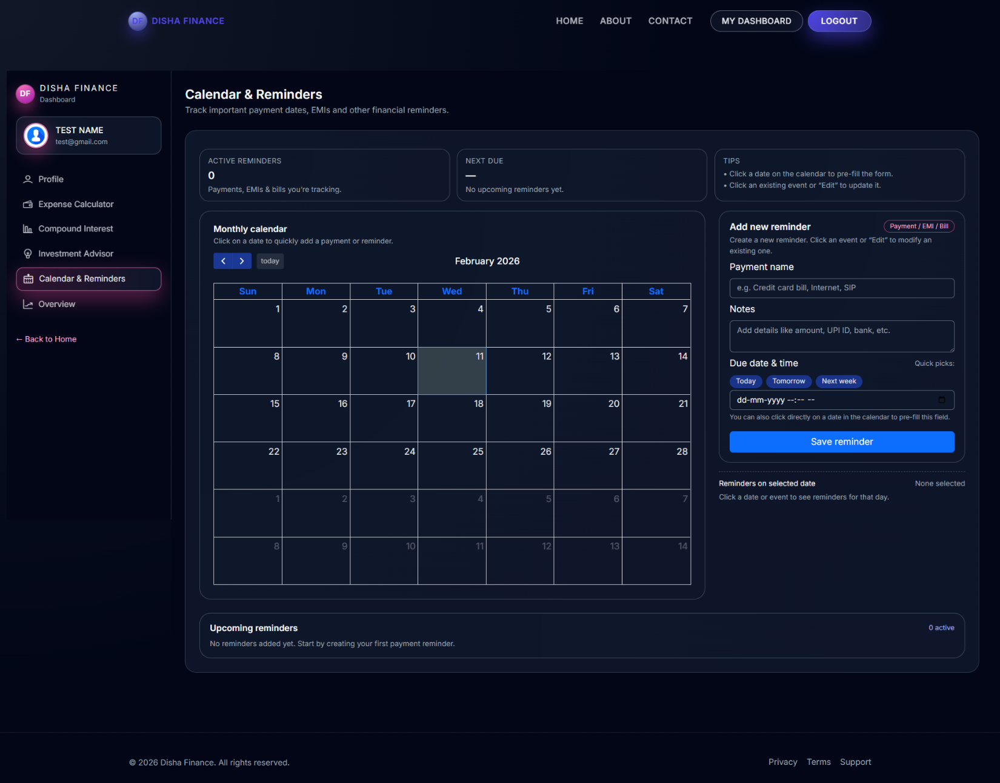 DF DISHA FINANCE
HOME ABOUT CONTACT MY DASHBOARD LOGOUT
DF DISHA FINANCE
Dashboard
TEST NAME
test@gmail.com
Profile
Expense Calculator
Compound Interest
Investment Advisor
Calendar & Reminders
Overview
← Back to Home
Calendar & Reminders
Track important payment dates, EMIs and other financial reminders.
ACTIVE REMINDERS
0
Payments, EMIs & bills you're tracking.
NEXT DUE
—
No upcoming reminders yet.
TIPS
• Click a date on the calendar to pre-fill the form.
• Click an existing event or “Edit” to update it.
Monthly calendar
Click on a date to quickly add a payment or reminder.
today
February 2026
Sun Mon Tue Wed Thu Fri Sat
1 2 3 4 5 6 7
8 9 10 11 12 13 14
15 16 17 18 19 20 21
22 23 24 25 26 27 28
1 2 3 4 5 6 7
8 9 10 11 12 13 14
Add new reminder Payment / EMI / Bill
Create a new reminder. Click an event or “Edit” to modify an
existing one.
Payment name
e.g. Credit card bill, Internet, SIP
Notes
Add details like amount, UPI ID, bank, etc.
Due date & time Quick picks:
Today Tomorrow Next week
dd-mm-yyyy --:-- --
You can also click directly on a date in the calendar to pre-fill this field.
Save reminder
Reminders on selected date None selected
Click a date or event to see reminders for that day.
Upcoming reminders 0 active
No reminders added yet. Start by creating your first payment reminder.
© 2026 Disha Finance. All rights reserved.
Privacy Terms Support